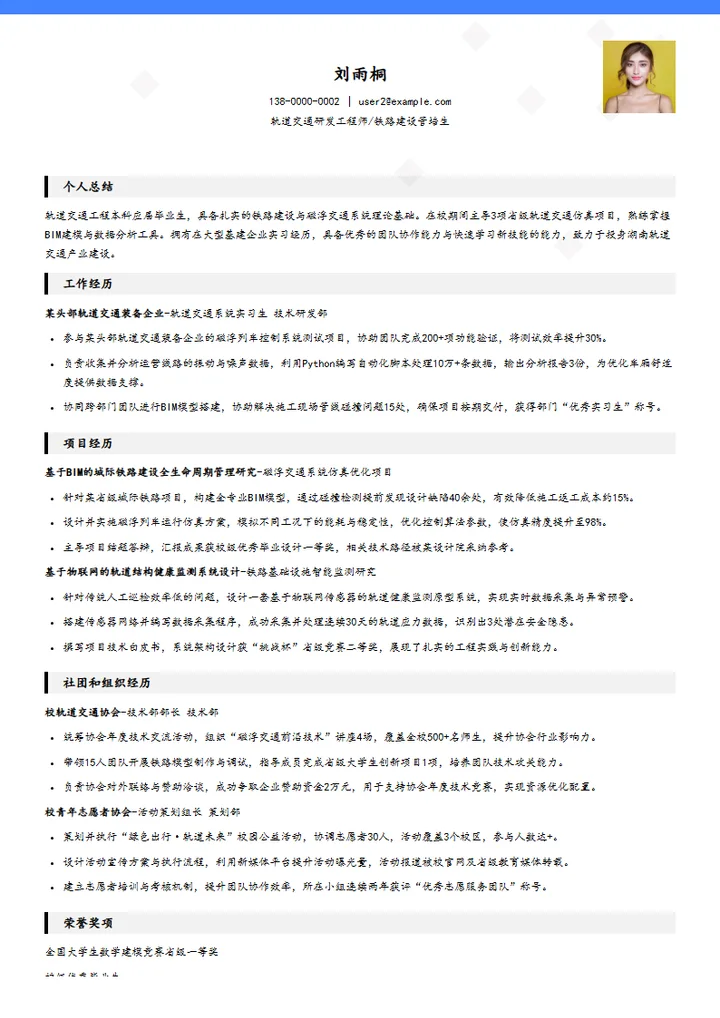 刘雨桐
138-0000-0002 | user2@example.com
轨道交通研发工程师/铁路建设管培生
个人总结
轨道交通工程本科应届毕业生，具备扎实的铁路建设与磁浮交通系统理论基础。在校期间主导3项省级轨道交通仿真项目，熟练掌握
BIM建模与数据分析工具。拥有在大型基建企业实习经历，具备优秀的团队协作能力与快速学习新技能的能力，致力于投身湖南轨道
交通产业建设。
工作经历
某头部轨道交通装备企业-轨道交通系统实习生 技术研发部
• 参与某头部轨道交通装备企业的磁浮列车控制系统测试项目，协助团队完成200+项功能验证，将测试效率提升30%。
• 负责收集并分析运营线路的振动与噪声数据，利用Python编写自动化脚本处理10万+条数据，输出分析报告3份，为优化车厢舒适
度提供数据支撑。
• 协同跨部门团队进行BIM模型搭建，协助解决施工现场管线碰撞问题15处，确保项目按期交付，获得部门“优秀实习生”称号。
项目经历
基于BIM的城际铁路建设全生命周期管理研究-磁浮交通系统仿真优化项目
• 针对某省级城际铁路项目，构建全专业BIM模型，通过碰撞检测提前发现设计缺陷40余处，有效降低施工返工成本约15%。
• 设计并实施磁浮列车运行仿真方案，模拟不同工况下的能耗与稳定性，优化控制算法参数，使仿真精度提升至98%。
• 主导项目结题答辩，汇报成果获校级优秀毕业设计一等奖，相关技术路径被某设计院采纳参考。
基于物联网的轨道结构健康监测系统设计-铁路基础设施智能监测研究
• 针对传统人工巡检效率低的问题，设计一套基于物联网传感器的轨道健康监测原型系统，实现实时数据采集与异常预警。
• 搭建传感器网络并编写数据采集程序，成功采集并处理连续30天的轨道应力数据，识别出3处潜在安全隐患。
• 撰写项目技术白皮书，系统架构设计获“挑战杯”省级竞赛二等奖，展现了扎实的工程实践与创新能力。
社团和组织经历
校轨道交通协会-技术部部长 技术部
• 统筹协会年度技术交流活动，组织“磁浮交通前沿技术”讲座4场，覆盖全校500+名师生，提升协会行业影响力。
• 带领15人团队开展铁路模型制作与调试，指导成员完成省级大学生创新项目1项，培养团队技术攻关能力。
• 负责协会对外联络与赞助洽谈，成功争取企业赞助资金2万元，用于支持协会年度技术竞赛，实现资源优化配置。
校青年志愿者协会-活动策划组长 策划部
• 策划并执行“绿色出行·轨道未来”校园公益活动，协调志愿者30人，活动覆盖3个校区，参与人数达+。
• 设计活动宣传方案与执行流程，利用新媒体平台提升活动曝光量，活动报道被校官网及省级教育媒体转载。
• 建立志愿者培训与考核机制，提升团队协作效率，所在小组连续两年获评“优秀志愿服务团队”称号。
荣誉奖项
全国大学生数学建模竞赛省级一等奖